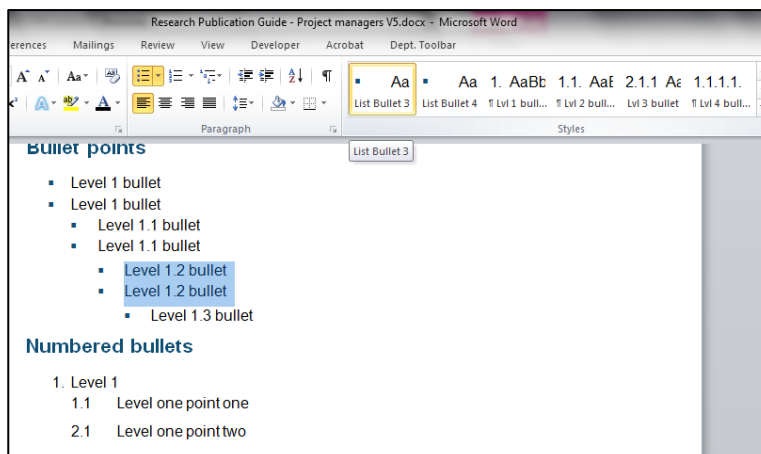 Research Publication Guide - Project managers V5.docx - Microsoft Word
erences Mailings Review View Developer Acrobat Dept. Toolbar
Aa Aa Aa 1. AaBb 1.1. AaE 2.1.1 Aa 1.1.1.1.
List Bullet 3 List Bullet 4 ¶ Lvl 1 bull... ¶ Lvl 2 bull... Lvl 3 bullet ¶ Lvl 4 bull...
Paragraph Styles
List Bullet 3
Bullet points
▪ Level 1 bullet
▪ Level 1 bullet
▪ Level 1.1 bullet
▪ Level 1.1 bullet
▪ Level 1.2 bullet
▪ Level 1.2 bullet
▪ Level 1.3 bullet
Numbered bullets
1. Level 1
1.1 Level one point one
2.1 Level one point two